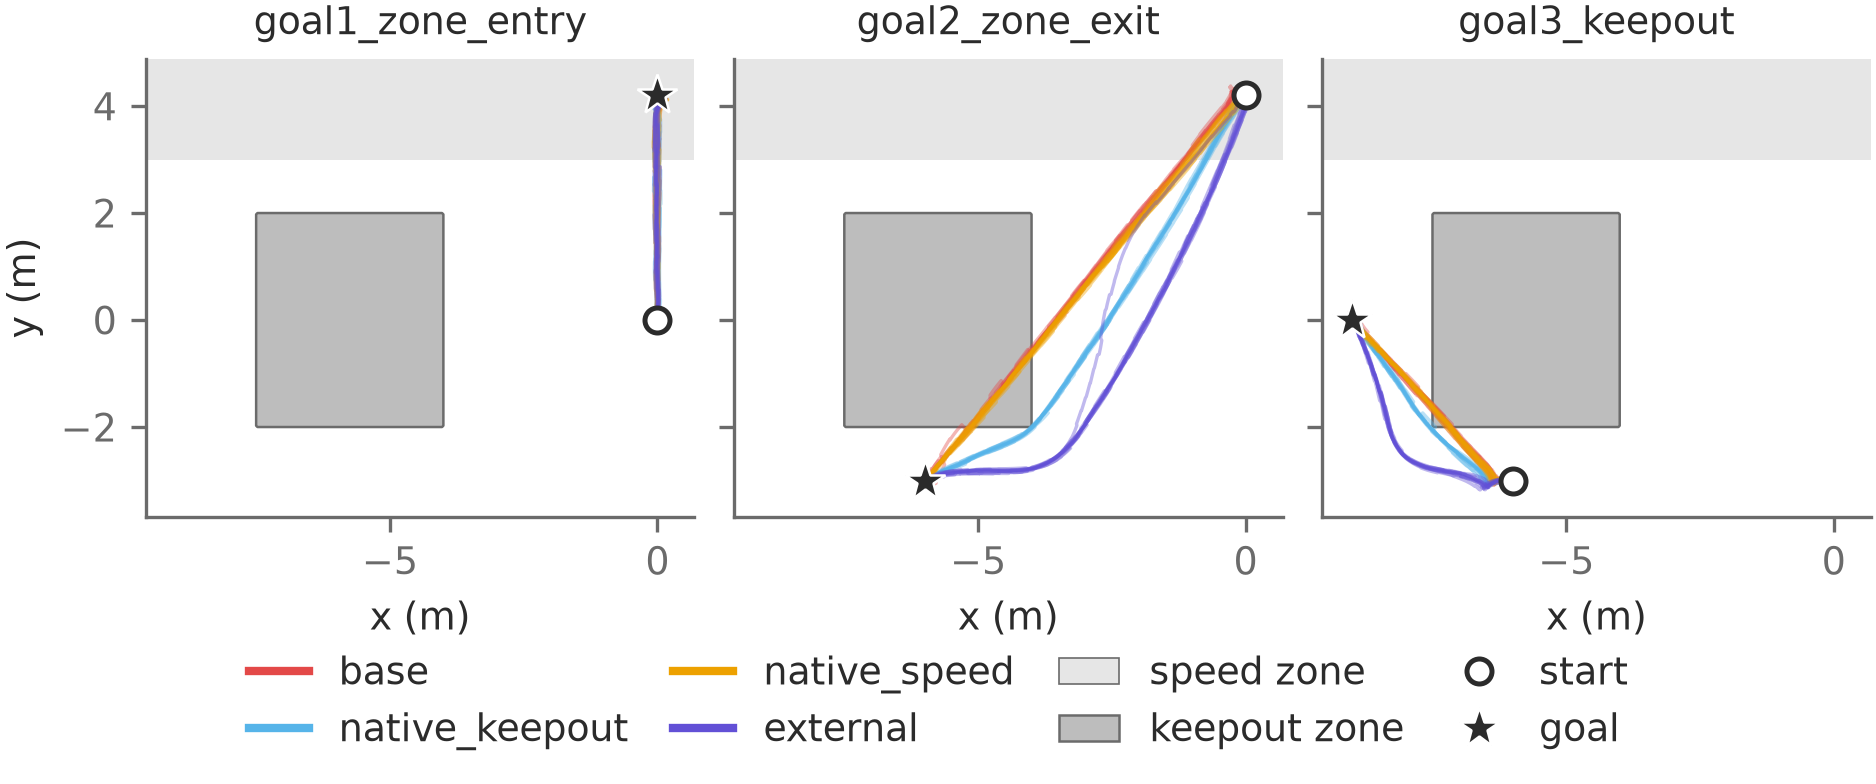 goal1_zone_entry goal2_zone_exit goal3_keepout
y (m)
4
2
0
−2
−5 0 −5 0 −5 0
x (m) x (m) x (m)
base native_speed speed zone start
native_keepout external keepout zone goal